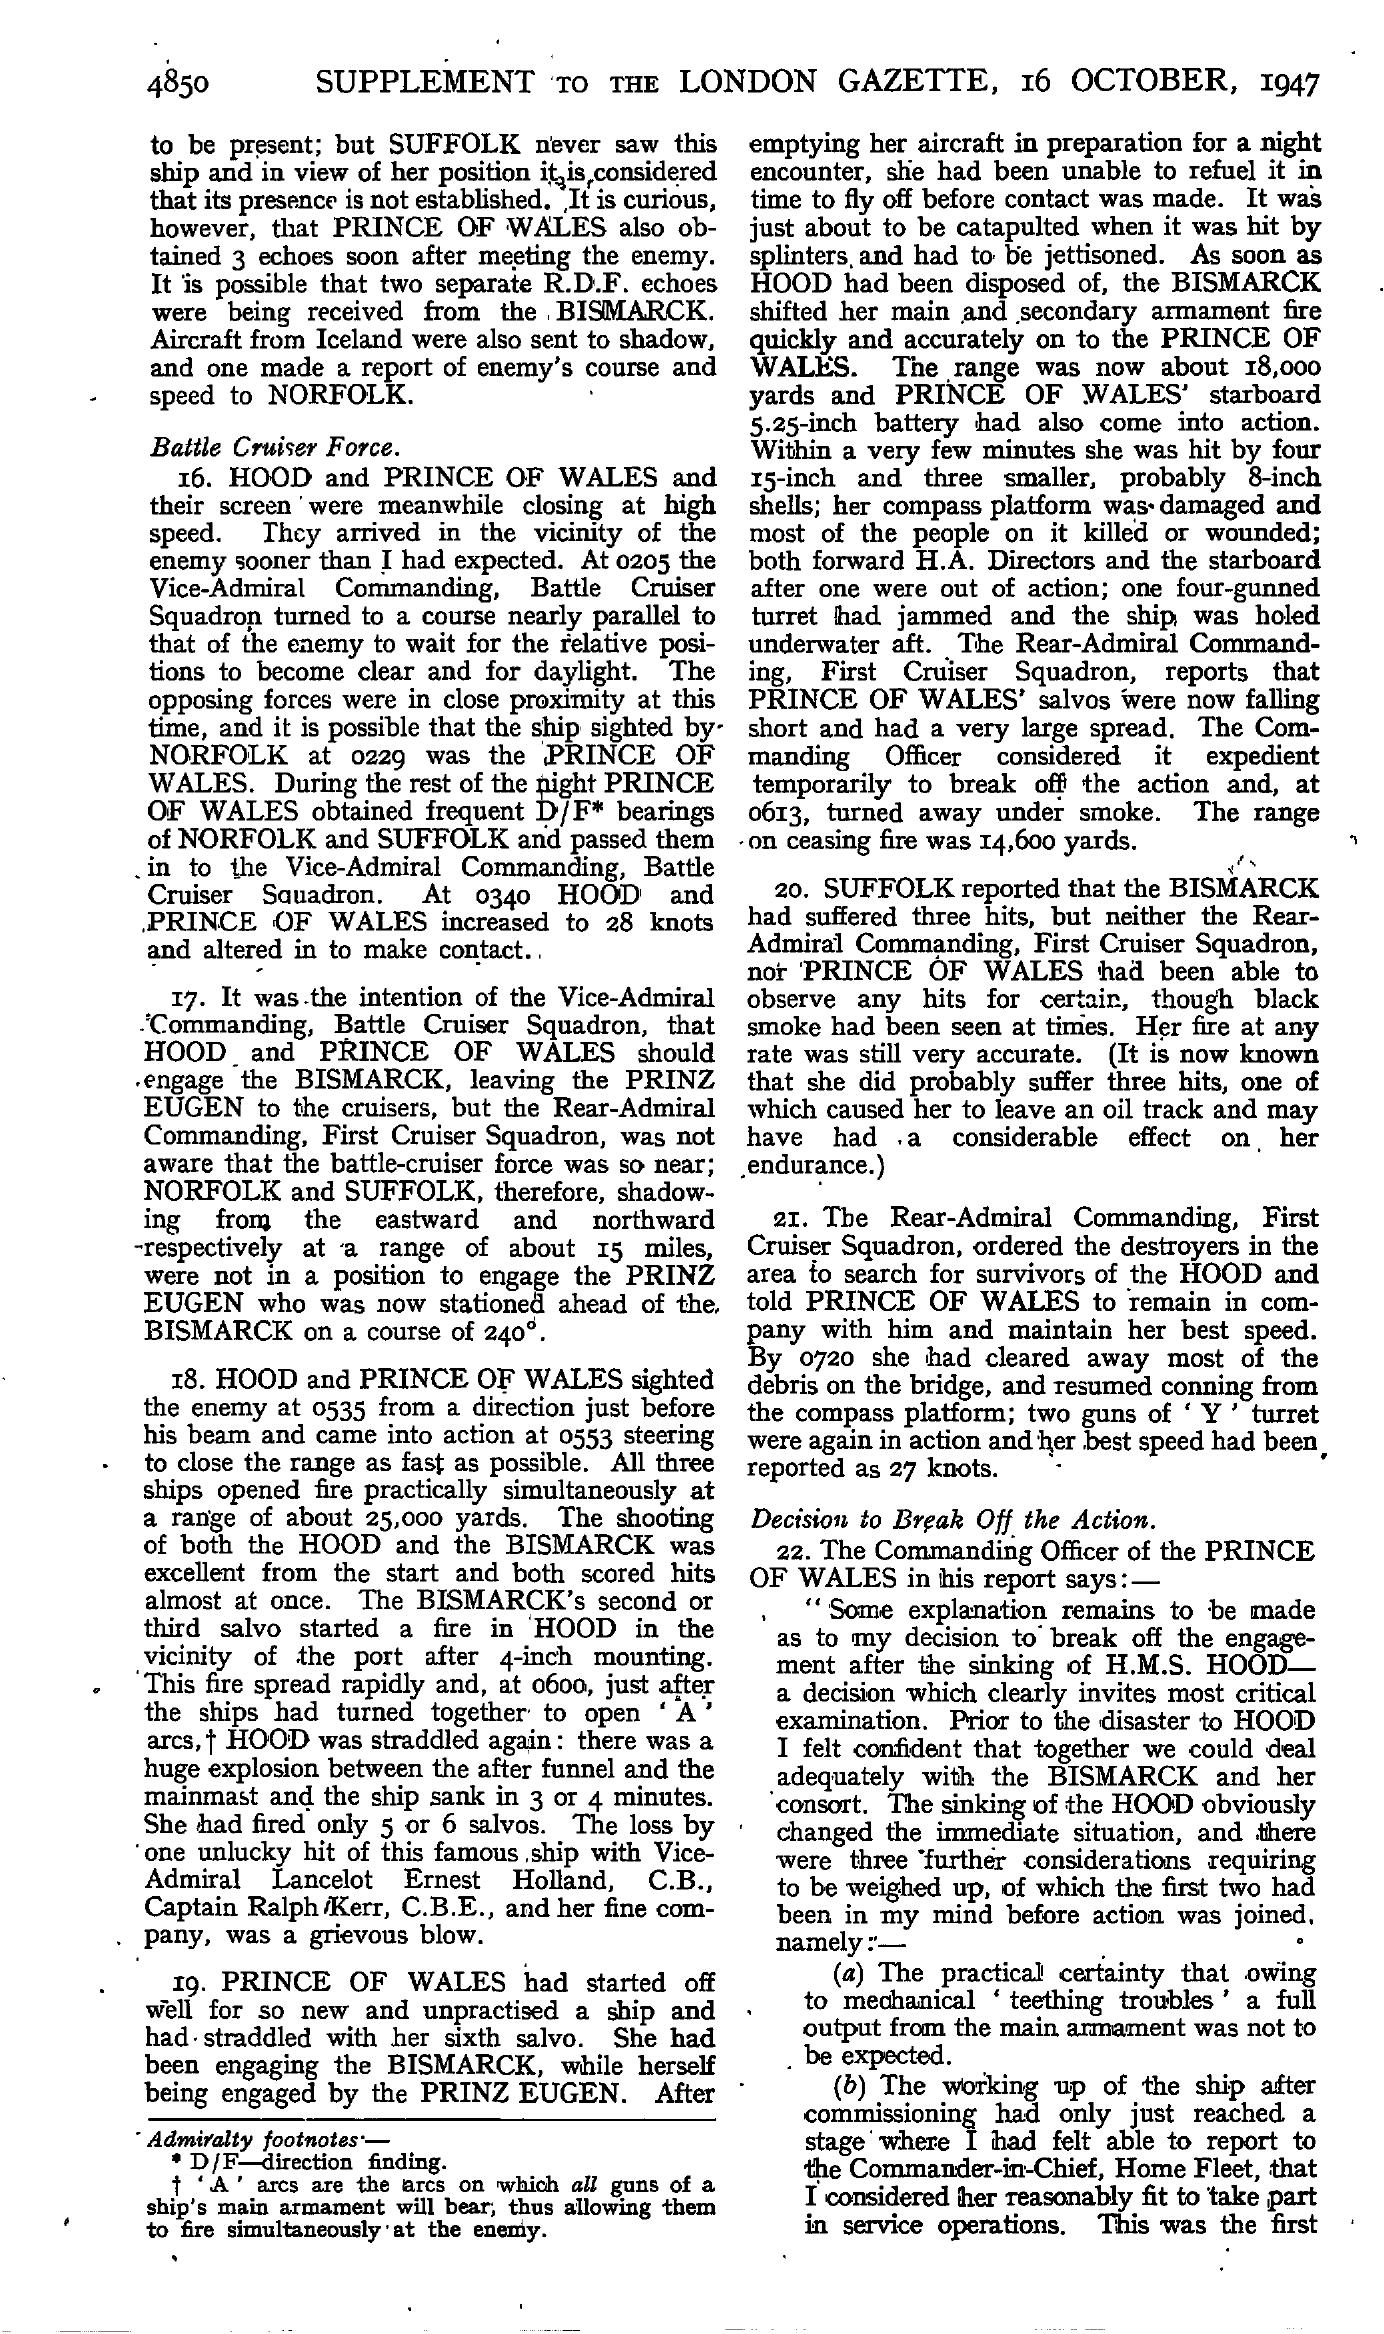 4850 SUPPLEMENT TO THE LONDON GAZETTE, 16 OCTOBER, 1947
to be present; but SUFFOLK never saw this
ship and in view of her position it is considered
that its presence is not established. It is curious,
however, that PRINCE OF WALES also ob-
tained 3 echoes soon after meeting the enemy.
It is possible that two separate R.D.F. echoes
were being received from the BISMARCK.
Aircraft from Iceland were also sent to shadow,
and one made a report of enemy's course and
speed to NORFOLK.
Battle Cruiser Force.
16. HOOD and PRINCE OF WALES and
their screen were meanwhile closing at high
speed. They arrived in the vicinity of the
enemy sooner than I had expected. At 0205 the
Vice-Admiral Commanding, Battle Cruiser
Squadron turned to a course nearly parallel to
that of the enemy to wait for the relative posi-
tions to become clear and for daylight. The
opposing forces were in close proximity at this
time, and it is possible that the ship sighted by
NORFOLK at 0229 was the PRINCE OF
WALES. During the rest of the night PRINCE
OF WALES obtained frequent D/F* bearings
of NORFOLK and SUFFOLK and passed them
in to the Vice-Admiral Commanding, Battle
Cruiser Squadron. At 0340 HOOD and
PRINCE OF WALES increased to 28 knots
and altered in to make contact.
17. It was the intention of the Vice-Admiral
Commanding, Battle Cruiser Squadron, that
HOOD and PRINCE OF WALES should
engage the BISMARCK, leaving the PRINZ
EUGEN to the cruisers, but the Rear-Admiral
Commanding, First Cruiser Squadron, was not
aware that the battle-cruiser force was so near;
NORFOLK and SUFFOLK, therefore, shadow-
ing from the eastward and northward
respectively at a range of about 15 miles,
were not in a position to engage the PRINZ
EUGEN who was now stationed ahead of the
BISMARCK on a course of 240°.
18. HOOD and PRINCE OF WALES sighted
the enemy at 0535 from a direction just before
his beam and came into action at 0553 steering
to close the range as fast as possible. All three
ships opened fire practically simultaneously at
a range of about 25,000 yards. The shooting
of both the HOOD and the BISMARCK was
excellent from the start and both scored hits
almost at once. The BISMARCK's second or
third salvo started a fire in HOOD in the
vicinity of the port after 4-inch mounting.
This fire spread rapidly and, at 0600, just after
the ships had turned together to open ' A '
arcs,† HOOD was straddled again: there was a
huge explosion between the after funnel and the
mainmast and the ship sank in 3 or 4 minutes.
She had fired only 5 or 6 salvos. The loss by
one unlucky hit of this famous ship with Vice-
Admiral Lancelot Ernest Holland, C.B.,
Captain Ralph Kerr, C.B.E., and her fine com-
pany, was a grievous blow.
19. PRINCE OF WALES had started off
well for so new and unpractised a ship and
had straddled with her sixth salvo. She had
been engaging the BISMARCK, while herself
being engaged by the PRINZ EUGEN. After
Admiralty footnotes—
* D/F—direction finding.
† ' A ' arcs are the arcs on which all guns of a
ship's main armament will bear, thus allowing them
to fire simultaneously at the enemy.
emptying her aircraft in preparation for a night
encounter, she had been unable to refuel it in
time to fly off before contact was made. It was
just about to be catapulted when it was hit by
splinters and had to be jettisoned. As soon as
HOOD had been disposed of, the BISMARCK
shifted her main and secondary armament fire
quickly and accurately on to the PRINCE OF
WALES. The range was now about 18,000
yards and PRINCE OF WALES' starboard
5.25-inch battery had also come into action.
Within a very few minutes she was hit by four
15-inch and three smaller, probably 8-inch
shells; her compass platform was damaged and
most of the people on it killed or wounded;
both forward H.A. Directors and the starboard
after one were out of action; one four-gunned
turret had jammed and the ship was holed
underwater aft. The Rear-Admiral Command-
ing, First Cruiser Squadron, reports that
PRINCE OF WALES' salvos were now falling
short and had a very large spread. The Com-
manding Officer considered it expedient
temporarily to break off the action and, at
0613, turned away under smoke. The range
on ceasing fire was 14,600 yards.
20. SUFFOLK reported that the BISMARCK
had suffered three hits, but neither the Rear-
Admiral Commanding, First Cruiser Squadron,
nor PRINCE OF WALES had been able to
observe any hits for certain, though black
smoke had been seen at times. Her fire at any
rate was still very accurate. (It is now known
that she did probably suffer three hits, one of
which caused her to leave an oil track and may
have had a considerable effect on her
endurance.)
21. The Rear-Admiral Commanding, First
Cruiser Squadron, ordered the destroyers in the
area to search for survivors of the HOOD and
told PRINCE OF WALES to remain in com-
pany with him and maintain her best speed.
By 0720 she had cleared away most of the
debris on the bridge, and resumed conning from
the compass platform; two guns of ' Y ' turret
were again in action and her best speed had been
reported as 27 knots.
Decision to Break Off the Action.
22. The Commanding Officer of the PRINCE
OF WALES in his report says:—
" Some explanation remains to be made
as to my decision to break off the engage-
ment after the sinking of H.M.S. HOOD—
a decision which clearly invites most critical
examination. Prior to the disaster to HOOD
I felt confident that together we could deal
adequately with the BISMARCK and her
consort. The sinking of the HOOD obviously
changed the immediate situation, and there
were three further considerations requiring
to be weighed up, of which the first two had
been in my mind before action was joined,
namely:—
(a) The practical certainty that owing
to mechanical ' teething troubles ' a full
output from the main armament was not to
be expected.
(b) The working up of the ship after
commissioning had only just reached a
stage where I had felt able to report to
the Commander-in-Chief, Home Fleet, that
I considered her reasonably fit to take part
in service operations. This was the first